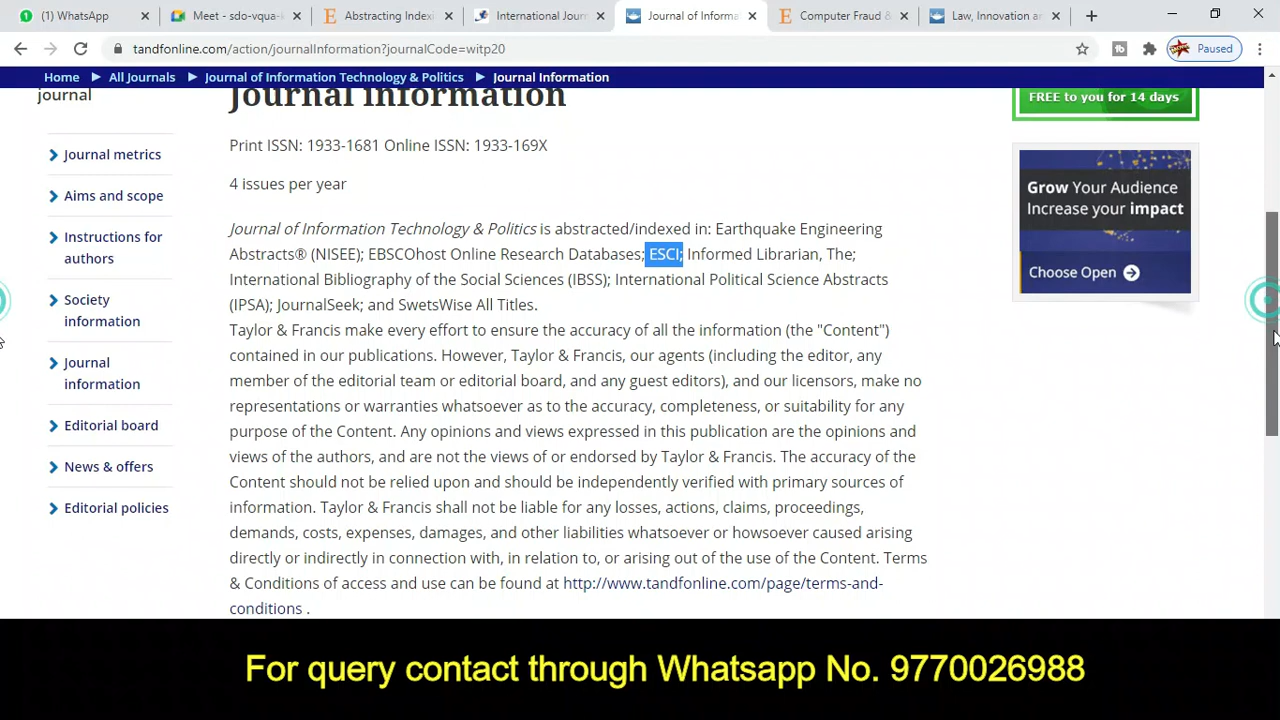 (1) WhatsApp
Meet - sdo-vqua-
Abstracting Indexi
International Jour
Journal of Informa
Computer Fraud &
Law, Innovation an
tandfonline.com/action/journalInformation?journalCode=witp20
Paused
Home All Journals Journal of Information Technology & Politics Journal Information
journal
Journal metrics
Aims and scope
Instructions for
authors
Society
information
Journal
information
Editorial board
News & offers
Editorial policies
Journal information
Print ISSN: 1933-1681 Online ISSN: 1933-169X
4 issues per year
Journal of Information Technology & Politics is abstracted/indexed in: Earthquake Engineering
Abstracts® (NISEE); EBSCOhost Online Research Databases; ESCI; Informed Librarian, The;
International Bibliography of the Social Sciences (IBSS); International Political Science Abstracts
(IPSA); JournalSeek; and SwetsWise All Titles.
Taylor & Francis make every effort to ensure the accuracy of all the information (the "Content")
contained in our publications. However, Taylor & Francis, our agents (including the editor, any
member of the editorial team or editorial board, and any guest editors), and our licensors, make no
representations or warranties whatsoever as to the accuracy, completeness, or suitability for any
purpose of the Content. Any opinions and views expressed in this publication are the opinions and
views of the authors, and are not the views of or endorsed by Taylor & Francis. The accuracy of the
Content should not be relied upon and should be independently verified with primary sources of
information. Taylor & Francis shall not be liable for any losses, actions, claims, proceedings,
demands, costs, expenses, damages, and other liabilities whatsoever or howsoever caused arising
directly or indirectly in connection with, in relation to, or arising out of the use of the Content. Terms
& Conditions of access and use can be found at http://www.tandfonline.com/page/terms-and-
conditions .
FREE to you for 14 days
Grow Your Audience
Increase your impact
Choose Open
For query contact through Whatsapp No. 9770026988